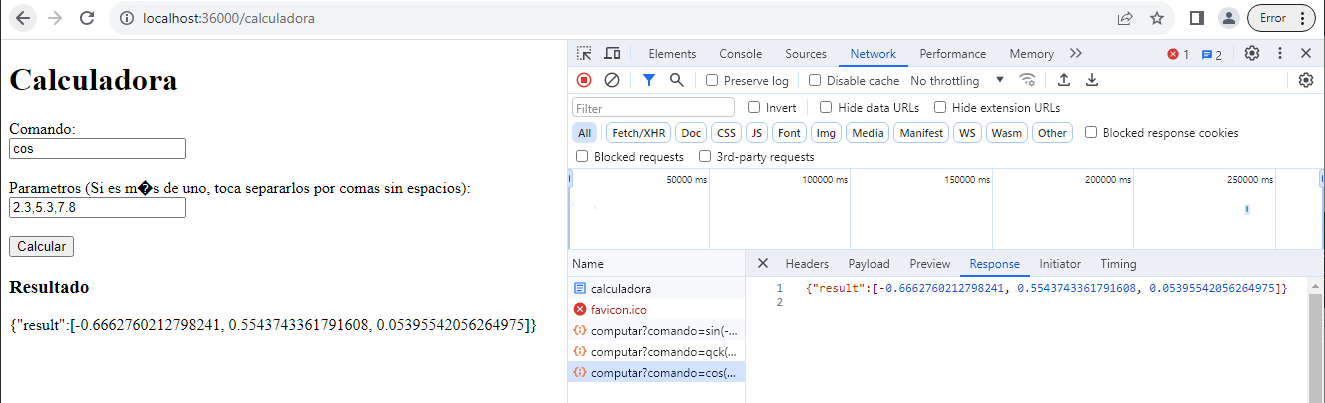 localhost:36000/calculadora
Error
Calculadora
Comando:
cos
Parametros (Si es m�s de uno, toca separarlos por comas sin espacios):
2.3,5.3,7.8
Calcular
Resultado
{"result":[-0.6662760212798241, 0.5543743361791608, 0.05395542056264975]}
Elements Console Sources Network Performance Memory 1 2
Preserve log Disable cache No throttling
Filter Invert Hide data URLs Hide extension URLs
All Fetch/XHR Doc CSS JS Font Img Media Manifest WS Wasm Other Blocked response cookies
Blocked requests 3rd-party requests
50000 ms 100000 ms 150000 ms 200000 ms 250000 ms
Name
calculadora
favicon.ico
computar?comando=sin(-...
computar?comando=qck(...
computar?comando=cos(...
Headers Payload Preview Response Initiator Timing
1 {"result":[-0.6662760212798241, 0.5543743361791608, 0.05395542056264975]}
2